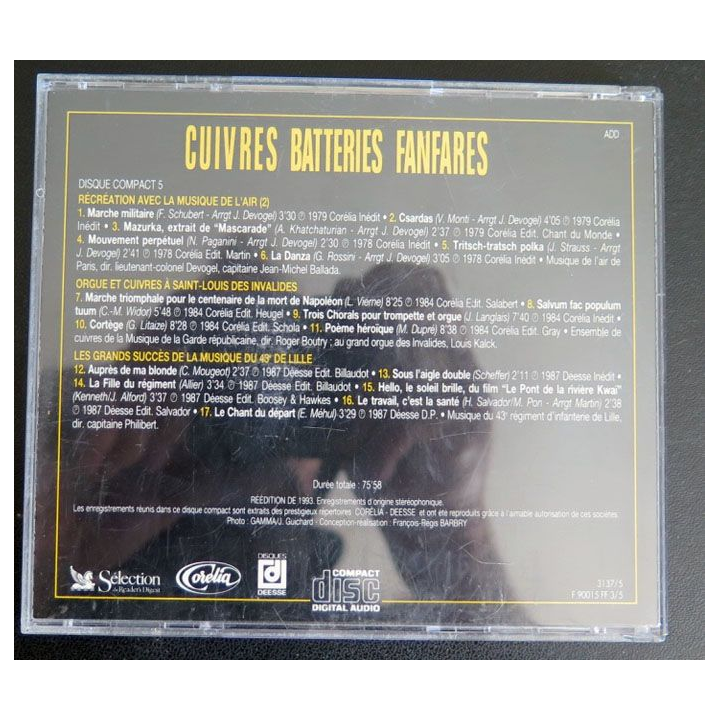 CUIVRES BATTERIES FANFARES
ADD
DISQUE COMPACT 5
RÉCRÉATION AVEC LA MUSIQUE DE L'AIR (2)
1. Marche militaire (F. Schubert - Arrgt J. Devogel) 3'30 ℗ 1979 Corélia Inédit • 2. Csardas (V. Monti - Arrgt J. Devogel) 4'05 ℗ 1979 Corélia
Inédit • 3. Mazurka, extrait de "Mascarade" (A. Khatchaturian - Arrgt J. Devogel) 2'37 ℗ 1979 Corélia Edit. Chant du Monde •
4. Mouvement perpétuel (N. Paganini - Arrgt J. Devogel) 2'30 ℗ 1978 Corélia Inédit • 5. Tritsch-tratsch polka (J. Strauss - Arrgt
J. Devogel) 2'41 ℗ 1978 Corélia Edit. Martin • 6. La Danza (G. Rossini - Arrgt J. Devogel) 3'05 ℗ 1978 Corélia Inédit • Musique de l'air de
Paris, dir. lieutenant-colonel Devogel, capitaine Jean-Michel Ballada.
ORGUE ET CUIVRES À SAINT-LOUIS DES INVALIDES
7. Marche triomphale pour le centenaire de la mort de Napoléon (L. Vierne) 8'25 ℗ 1984 Corélia Edit. Salabert • 8. Salvum fac populum
tuum (C.-M. Widor) 5'48 ℗ 1984 Corélia Edit. Heugel • 9. Trois Chorals pour trompette et orgue (J. Langlais) 7'40 ℗ 1984 Corélia Inédit •
10. Cortège (G. Litaize) 8'28 ℗ 1984 Corélia Edit. Schola • 11. Poème héroïque (M. Dupré) 8'38 ℗ 1984 Corélia Edit. Gray • Ensemble de
cuivres de la Musique de la Garde républicaine, dir. Roger Boutry ; au grand orgue des Invalides, Louis Kalck.
LES GRANDS SUCCÈS DE LA MUSIQUE DU 43e DE LILLE
12. Auprès de ma blonde (C. Mougeot) 2'37 ℗ 1987 Déesse Edit. Billaudot • 13. Sous l'aigle double (Scheffer) 2'11 ℗ 1987 Déesse Inédit •
14. La Fille du régiment (Allier) 3'34 ℗ 1987 Déesse Edit. Billaudot • 15. Hello, le soleil brille, du film "Le Pont de la rivière Kwai"
(Kenneth/J. Alford) 3'37 ℗ 1987 Déesse Edit. Boosey & Hawkes • 16. Le travail, c'est la santé (H. Salvador/M. Pon - Arrgt Martin) 2'38
℗ 1987 Déesse Edit. Salvador • 17. Le Chant du départ (E. Méhul) 3'29 ℗ 1987 Déesse D.P. • Musique du 43e régiment d'infanterie de Lille,
dir. capitaine Philibert.
Durée totale : 75'58
RÉÉDITION DE 1993. Enregistrements d'origine stéréophonique.
Les enregistrements réunis dans ce disque compact sont extraits des prestigieux répertoires CORÉLIA - DEESSE et ont été reproduits grâce à l'aimable autorisation de ces sociétés.
Photo : GAMMA/J. Guichard - Conception-réalisation : François-Régis BARBRY
Sélection
du Reader's Digest
Corélia
DISQUES
DEESSE
COMPACT
disc
DIGITAL AUDIO
3137/5
F 90015 PF 3/5